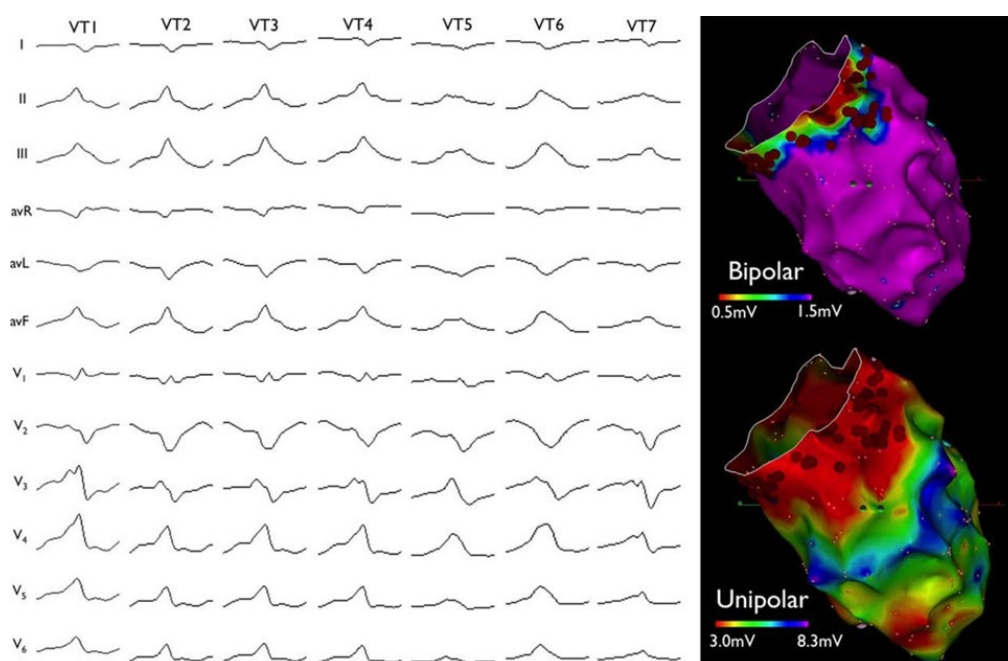 VT1 VT2 VT3 VT4 VT5 VT6 VT7
I
II
III
avR
avL
avF
V1
V2
V3
V4
V5
V6
Bipolar
0.5mV 1.5mV
Unipolar
3.0mV 8.3mV